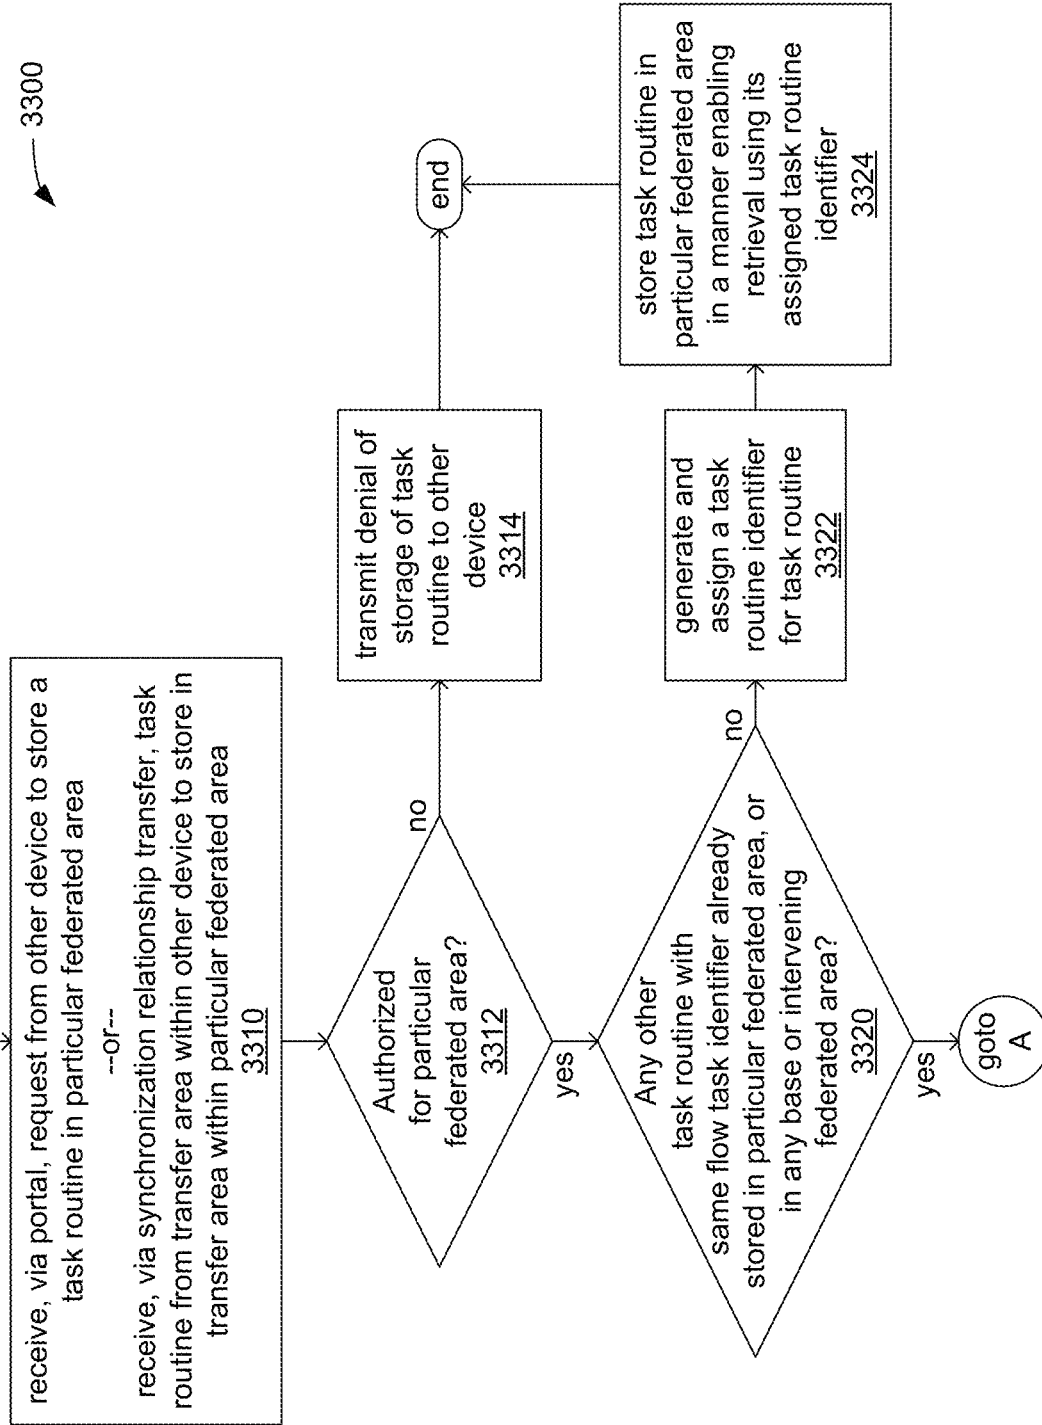 3300
receive, via portal, request from other device to store a
task routine in particular federated area
--or--
receive, via synchronization relationship transfer, task
routine from transfer area within other device to store in
transfer area within particular federated area
3310
Authorized
for particular
federated area?
3312
no
yes
transmit denial of
storage of task
routine to other
device
3314
end
Any other
task routine with
same flow task identifier already
stored in particular federated area, or
in any base or intervening
federated area?
3320
no
yes
generate and
assign a task
routine identifier
for task routine
3322
store task routine in
particular federated area
in a manner enabling
retrieval using its
assigned task routine
identifier
3324
goto
A